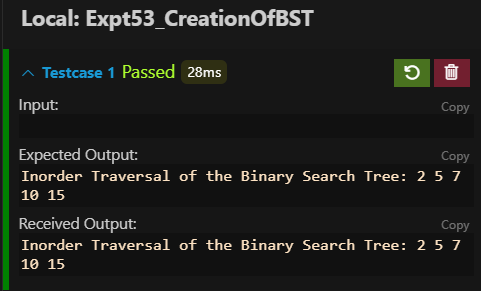 Local: Expt53_CreationOfBST
Testcase 1 Passed 28ms
Input:
Copy
Expected Output:
Copy
Inorder Traversal of the Binary Search Tree: 2 5 7
10 15
Received Output:
Copy
Inorder Traversal of the Binary Search Tree: 2 5 7
10 15